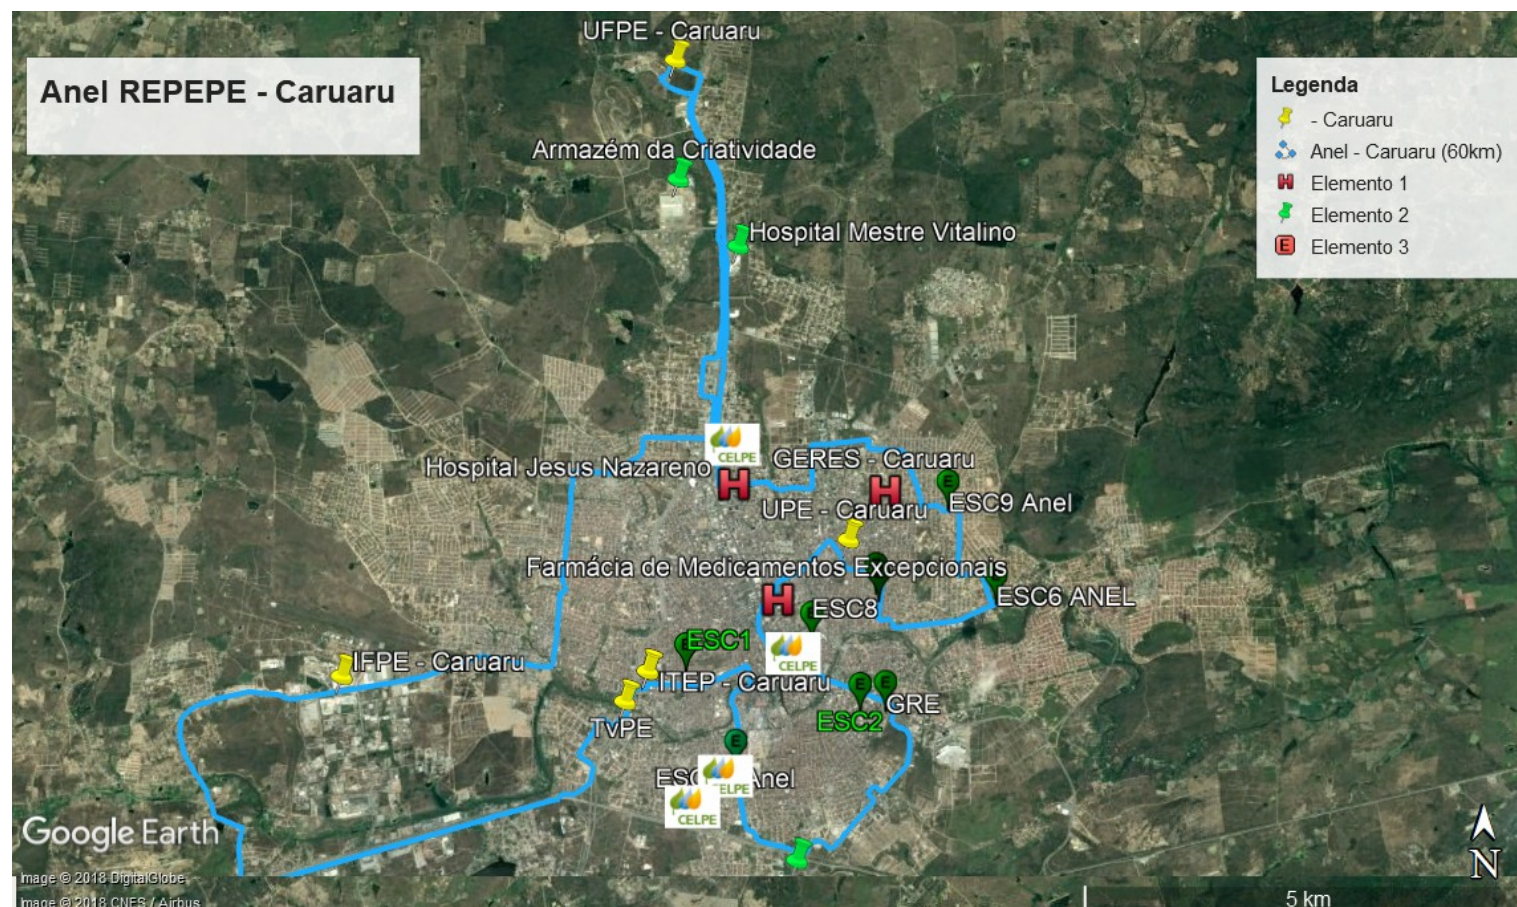 UFPE - Caruaru
Anel REPEPE - Caruaru
Legenda
- Caruaru
Anel - Caruaru (60km)
H Elemento 1
Elemento 2
E Elemento 3
Armazém da Criatividade
Hospital Mestre Vitalino
CELPE
Hospital Jesus Nazareno
GERES - Caruaru
H
H
E
ESC9 Anel
UPE - Caruaru
Farmácia de Medicamentos Excepcionais
H
ESC8
ESC6 ANEL
ESC1
CELPE
IFPE - Caruaru
ITEP - Caruaru
E
E
GRE
ESC2
TvPE
E
Anel
CELPE
CELPE
Google Earth
N
Image © 2018 DigitalGlobe
Image © 2018 CNES / Airbus
5 km